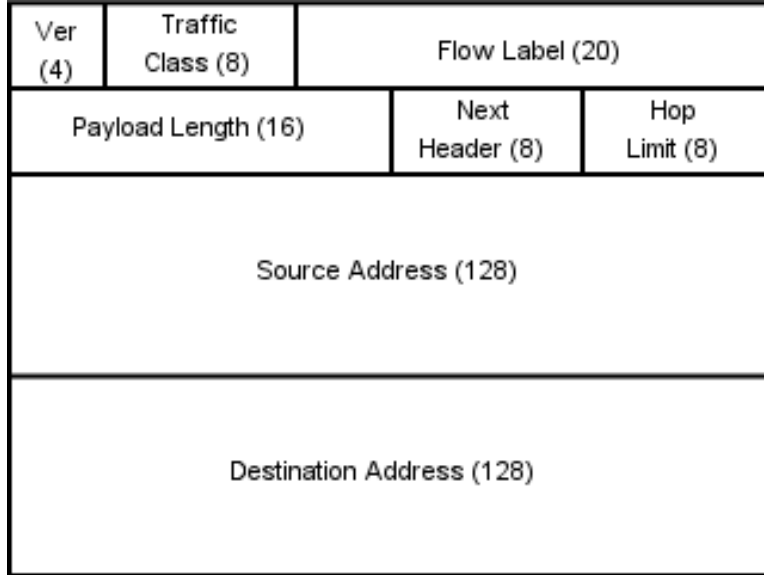 Ver
(4)
Traffic
Class (8)
Flow Label (20)
Payload Length (16)
Next
Header (8)
Hop
Limit (8)
Source Address (128)
Destination Address (128)